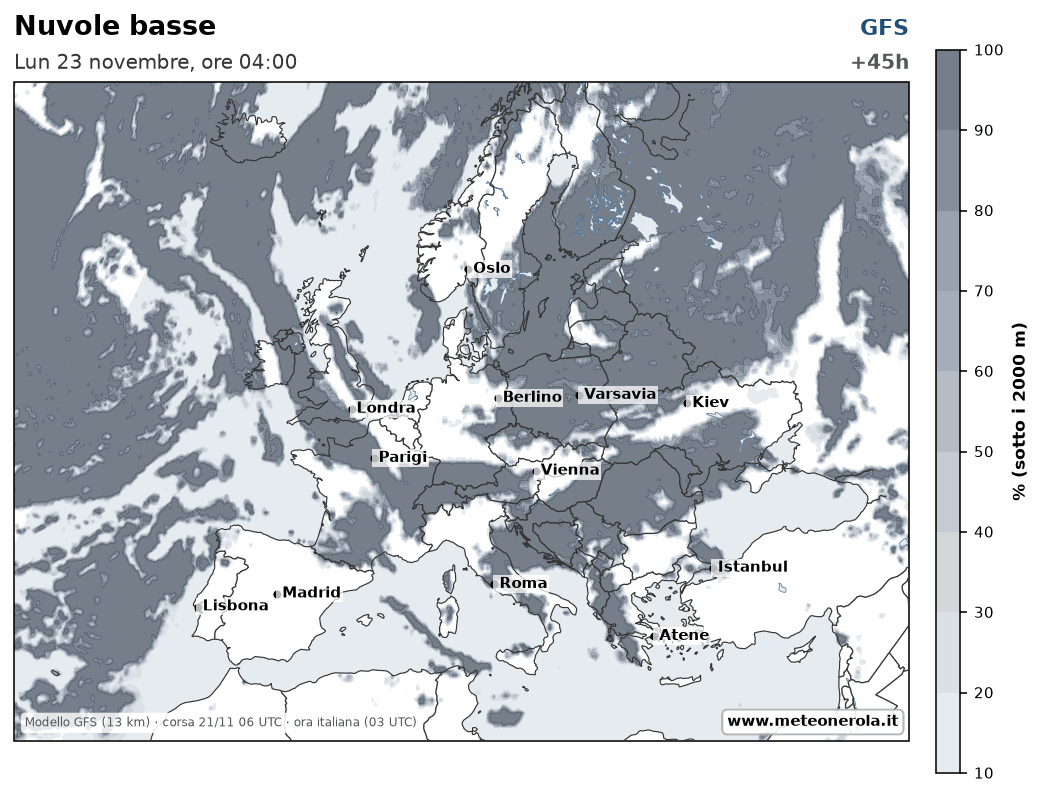 Nuvole basse
GFS
Lun 23 novembre, ore 04:00
+45h
Oslo
Berlino
Varsavia
Kiev
Londra
Parigi
Vienna
Istanbul
Roma
Madrid
Lisbona
Atene
Modello GFS (13 km) · corsa 21/11 06 UTC · ora italiana (03 UTC)
www.meteonerola.it
100
90
80
70
60
50
40
30
20
10
% (sotto i 2000 m)